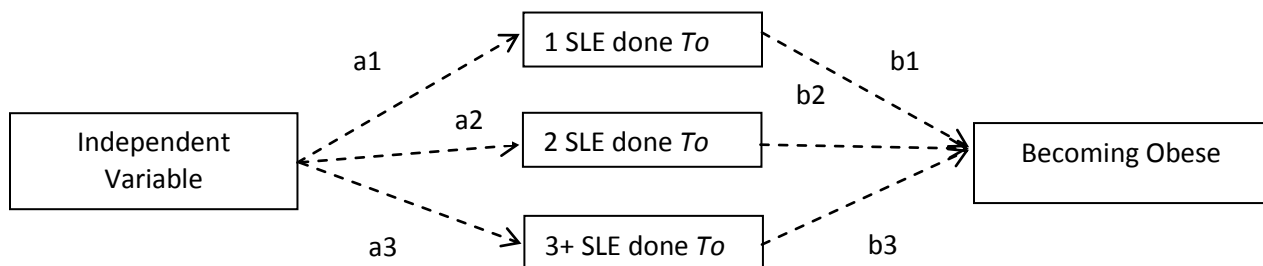 1 SLE done To
a1
b1
b2
a2
Independent
Variable
2 SLE done To
Becoming Obese
a3
3+ SLE done To
b3